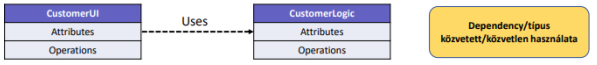 CustomerUI
Attributes
Operations
Uses
CustomerLogic
Attributes
Operations
Dependency/típus
közvetett/közvetlen használata